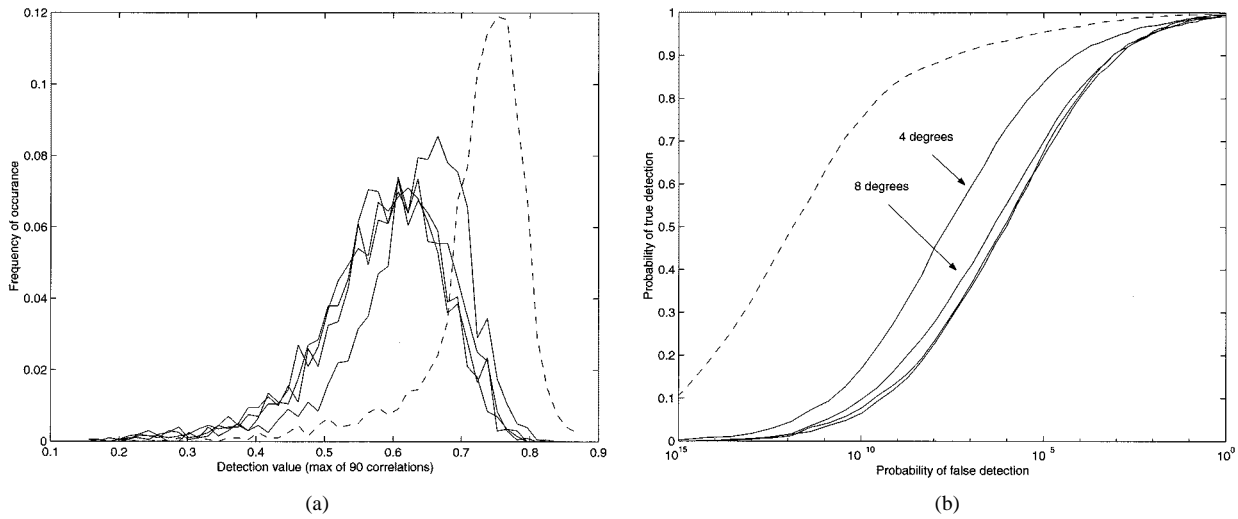 0.12
0.1
0.08
0.06
0.04
0.02
0
0.1 0.2 0.3 0.4 0.5 0.6 0.7 0.8 0.9
Frequency of occurance
Detection value (max of 90 correlations)
(a)
1
0.9
0.8
0.7
0.6
0.5
0.4
0.3
0.2
0.1
0
10 15 10 10 10 5 10 0
Probability of true detection
4 degrees
8 degrees
Probability of false detection
(b)